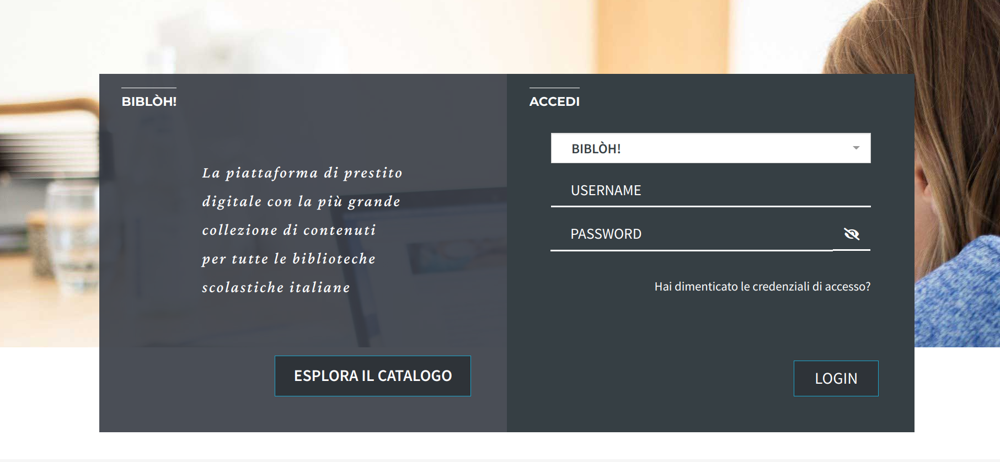 BIBLÒH!
La piattaforma di prestito
digitale con la più grande
collezione di contenuti
per tutte le biblioteche
scolastiche italiane
ESPLORA IL CATALOGO
ACCEDI
BIBLÒH!
USERNAME
PASSWORD
Hai dimenticato le credenziali di accesso?
LOGIN